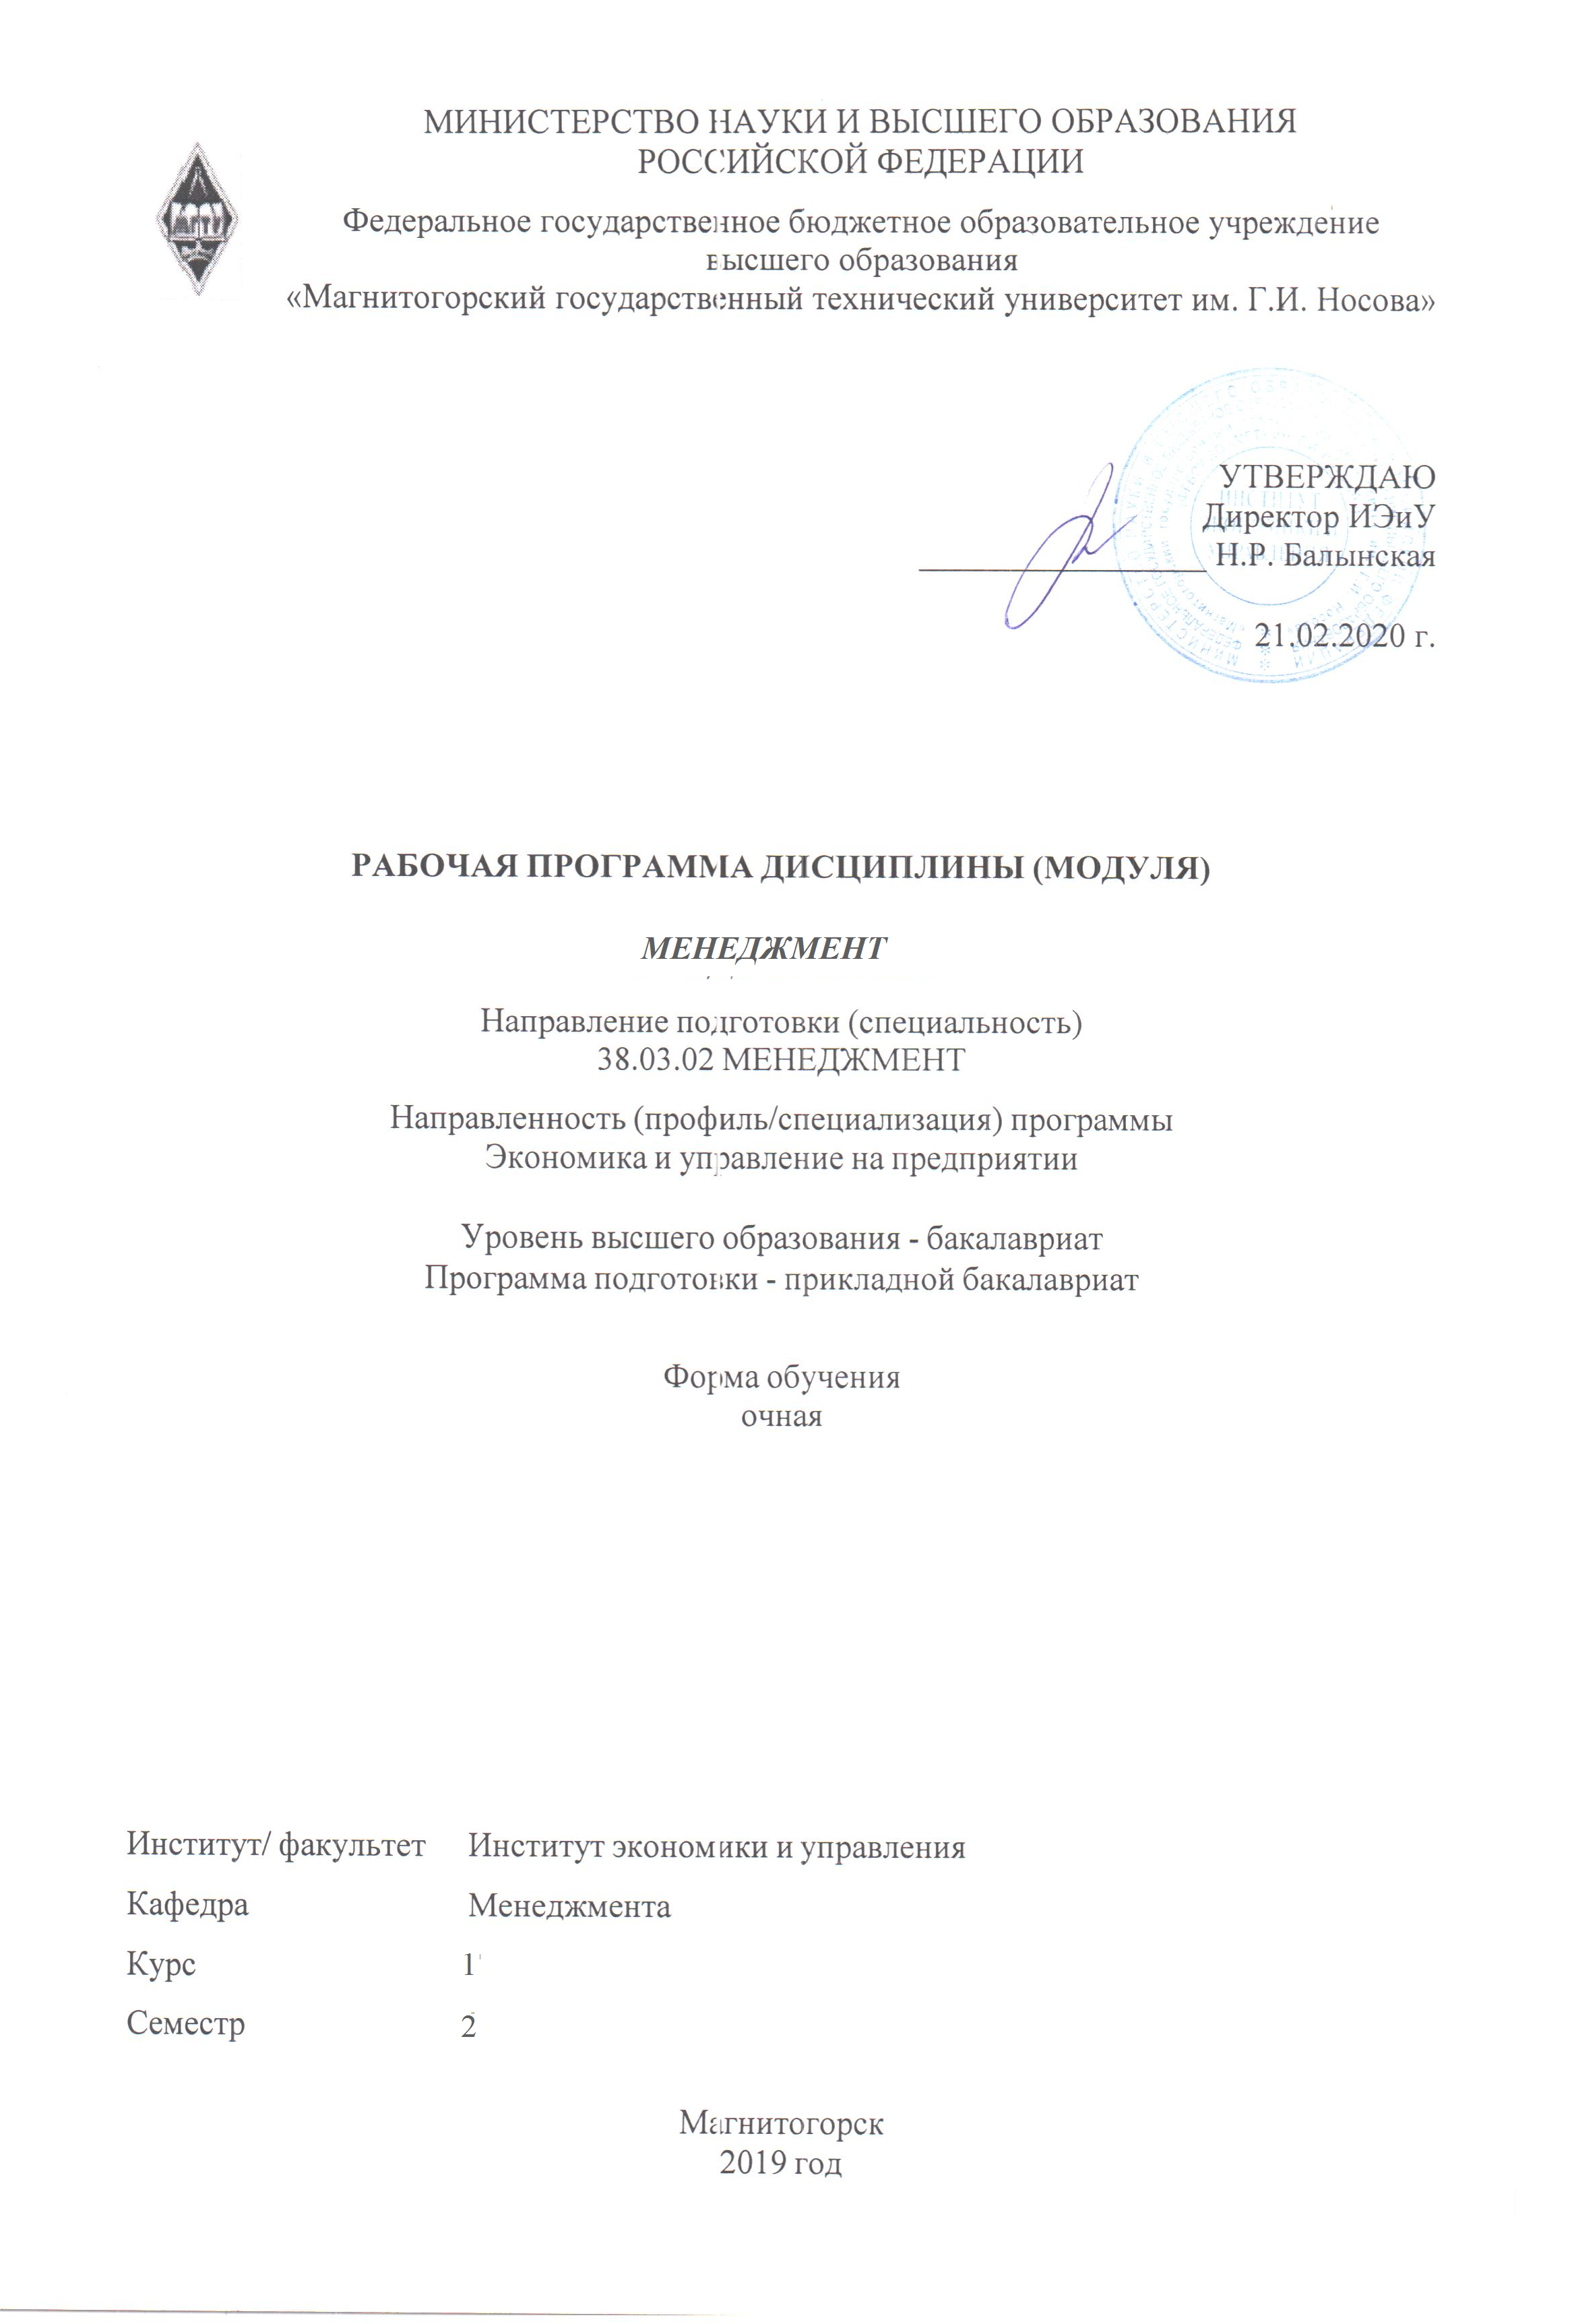 МИНИСТЕРСТВО НАУКИ И ВЫСШЕГО ОБРАЗОВАНИЯ
РОССИЙСКОЙ ФЕДЕРАЦИИ
Федеральное государственное бюджетное образовательное учреждение
высшего образования
«Магнитогорский государственный технический университет им. Г.И. Носова»
МГТУ
УТВЕРЖДАЮ
Директор ИЭиУ
Н.Р. Балынская
21.02.2020 г.
РАБОЧАЯ ПРОГРАММА ДИСЦИПЛИНЫ (МОДУЛЯ)
МЕНЕДЖМЕНТ
Направление подготовки (специальность)
38.03.02 МЕНЕДЖМЕНТ
Направленность (профиль/специализация) программы
Экономика и управление на предприятии
Уровень высшего образования - бакалавриат
Программа подготовки - прикладной бакалавриат
Форма обучения
очная
Институт/ факультет Институт экономики и управления
Кафедра Менеджмента
Курс 1
Семестр 2
Магнитогорск
2019 год